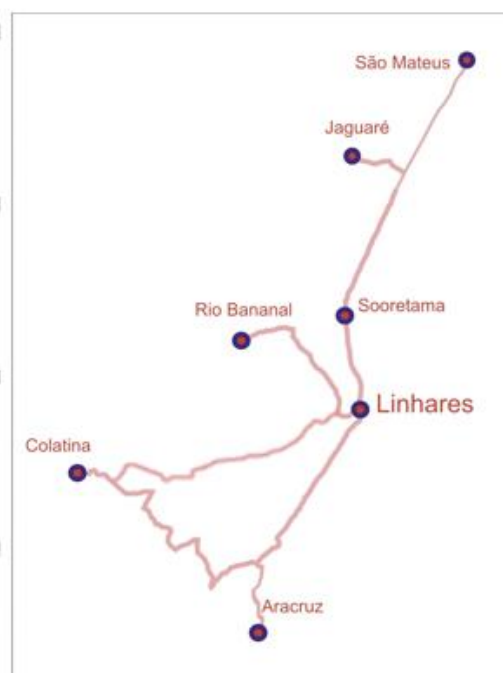 São Mateus
Jaguaré
Rio Bananal
Sooretama
Linhares
Colatina
Aracruz